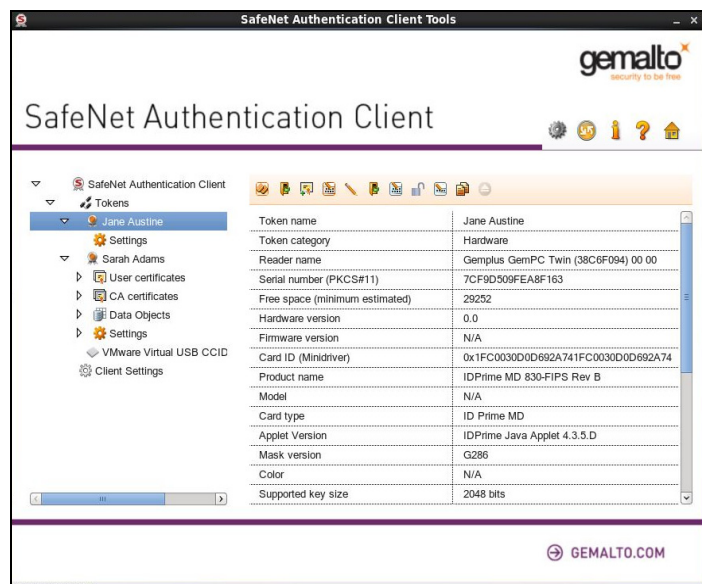 SafeNet Authentication Client Tools
gemalto
security to be free
SafeNet Authentication Client
SafeNet Authentication Client
Tokens
Jane Austine
Settings
Sarah Adams
User certificates
CA certificates
Data Objects
Settings
VMware Virtual USB CCID
Client Settings
Token name Jane Austine
Token category Hardware
Reader name Gemplus GemPC Twin (38C6F094) 00 00
Serial number (PKCS#11) 7CF9D509FEA8F163
Free space (minimum estimated) 29252
Hardware version 0.0
Firmware version N/A
Card ID (Minidriver) 0x1FC0030D0D692A741FC0030D0D692A74
Product name IDPrime MD 830-FIPS Rev B
Model N/A
Card type ID Prime MD
Applet Version IDPrime Java Applet 4.3.5.D
Mask version G286
Color N/A
Supported key size 2048 bits
GEMALTO.COM